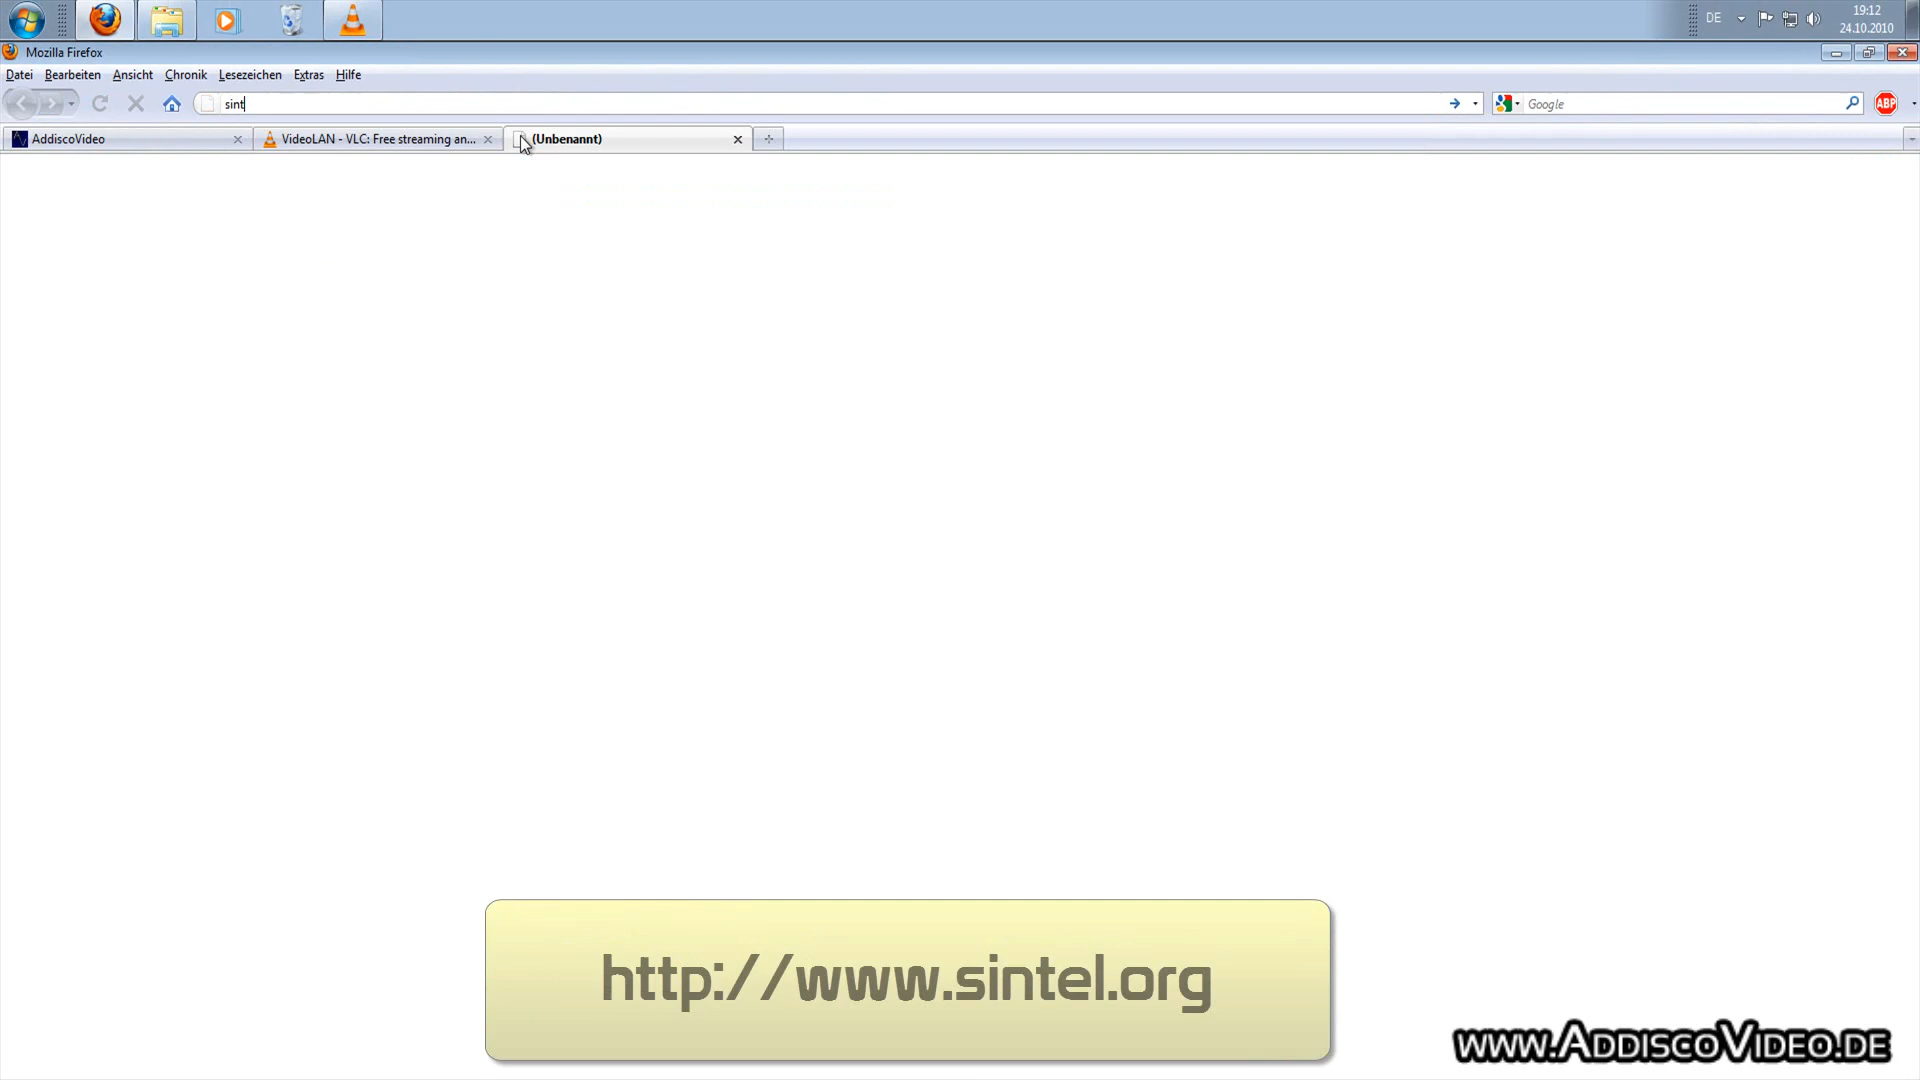 DE
19:12
24.10.2010
Mozilla Firefox
Datei Bearbeiten Ansicht Chronik Lesezeichen Extras Hilfe
sint
Google
ABP
AddiscoVideo
VideoLAN - VLC: Free streaming an...
(Unbenannt)
http://www.sintel.org
www.AddiscoVideo.de